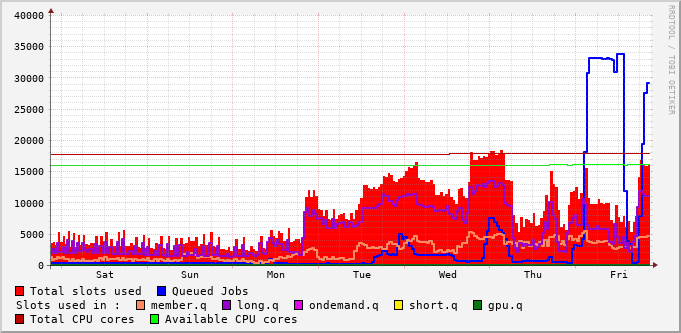 40000
35000
30000
25000
20000
15000
10000
5000
0
Sat Sun Mon Tue Wed Thu Fri
RRDTOOL / TOBI OETIKER
Total slots used Queued Jobs
Slots used in : member.q long.q ondemand.q short.q gpu.q
Total CPU cores Available CPU cores